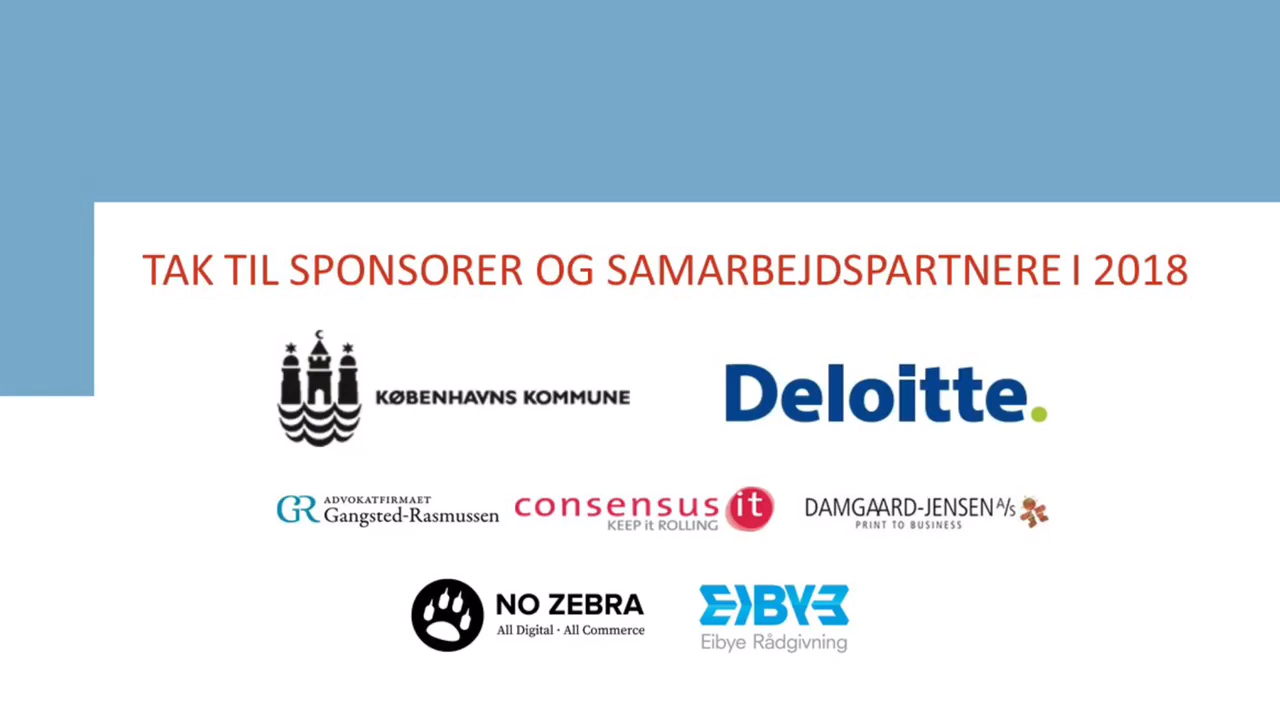 TAK TIL SPONSORER OG SAMARBEJDSPARTNERE I 2018
KØBENHAVNS KOMMUNE
Deloitte.
GR ADVOKATFIRMAET
Gangsted-Rasmussen
consensus it
KEEP it ROLLING
DAMGAARD-JENSEN A/S
PRINT TO BUSINESS
NO ZEBRA
All Digital · All Commerce
EIBYE
Eibye Rådgivning